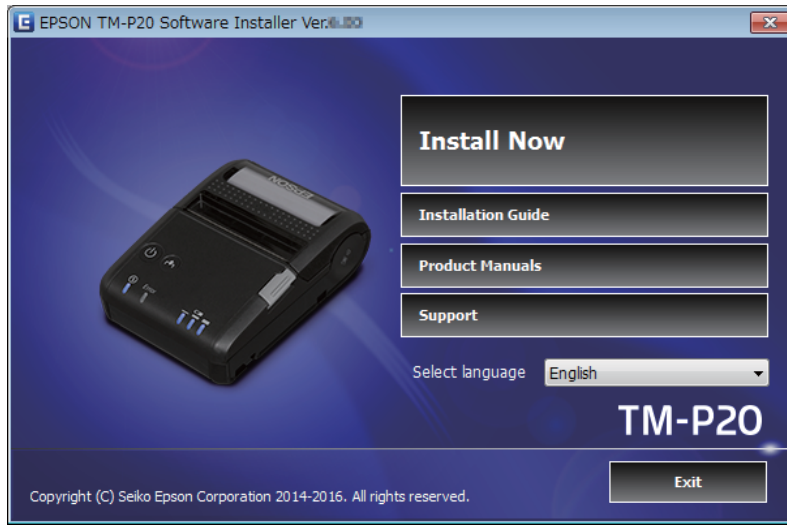 EPSON TM-P20 Software Installer Ver.
Install Now
Installation Guide
Product Manuals
Support
Select language
English
EPSON
Error
TM-P20
Exit
Copyright (C) Seiko Epson Corporation 2014-2016. All rights reserved.